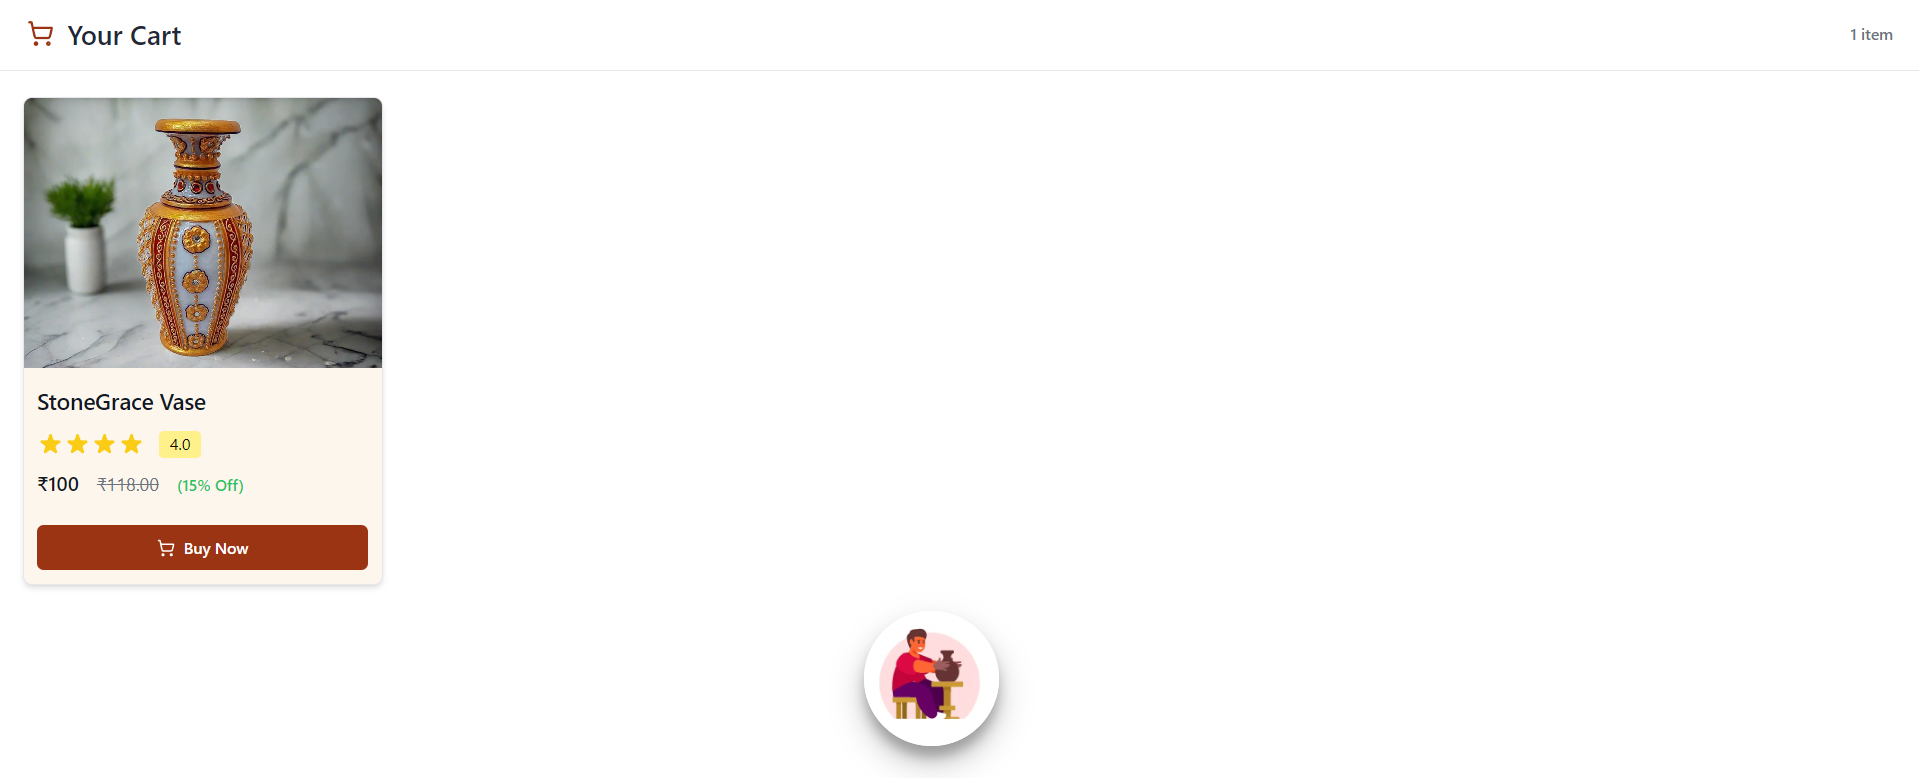 Your Cart
1 item
StoneGrace Vase
4.0
₹100 ₹118.00 (15% Off)
Buy Now